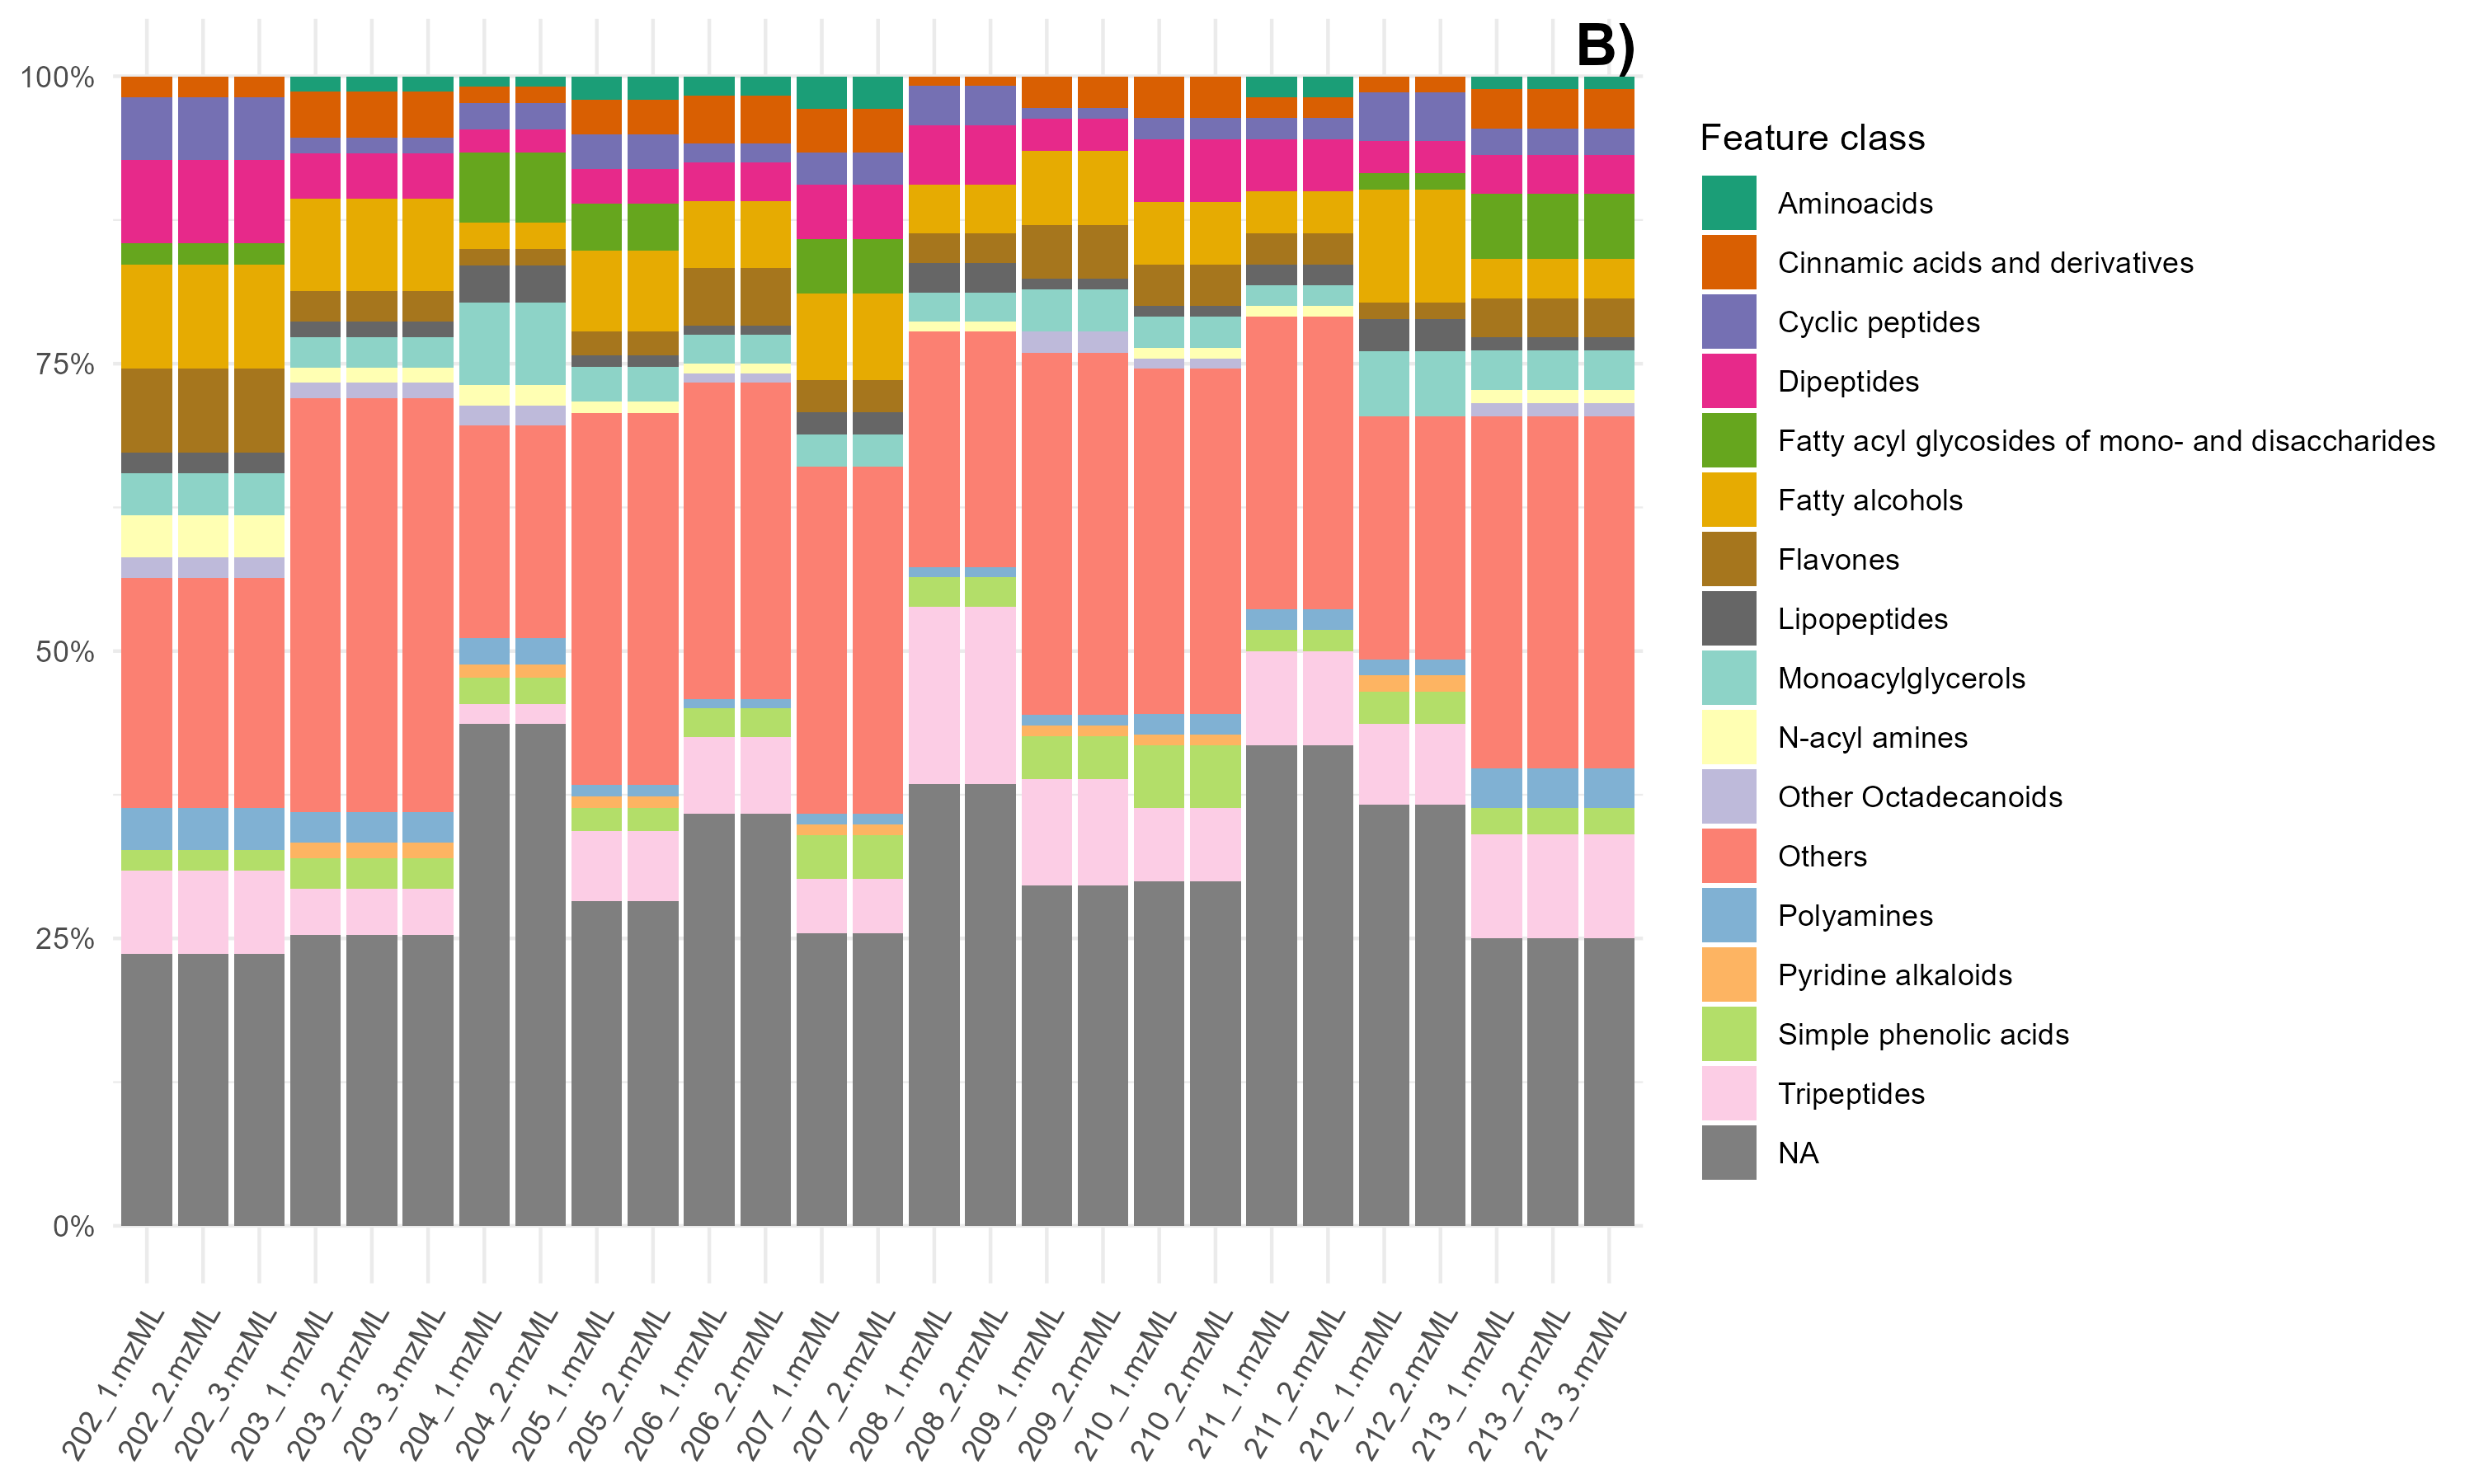 B)
100%
75%
50%
25%
0%
202_1.mzML
202_2.mzML
202_3.mzML
203_1.mzML
203_2.mzML
203_3.mzML
204_1.mzML
204_2.mzML
205_1.mzML
205_2.mzML
206_1.mzML
206_2.mzML
207_1.mzML
207_2.mzML
208_1.mzML
208_2.mzML
209_1.mzML
209_2.mzML
210_1.mzML
210_2.mzML
211_1.mzML
211_2.mzML
212_1.mzML
212_2.mzML
213_1.mzML
213_2.mzML
213_3.mzML
Feature class
Aminoacids
Cinnamic acids and derivatives
Cyclic peptides
Dipeptides
Fatty acyl glycosides of mono- and disaccharides
Fatty alcohols
Flavones
Lipopeptides
Monoacylglycerols
N-acyl amines
Other Octadecanoids
Others
Polyamines
Pyridine alkaloids
Simple phenolic acids
Tripeptides
NA